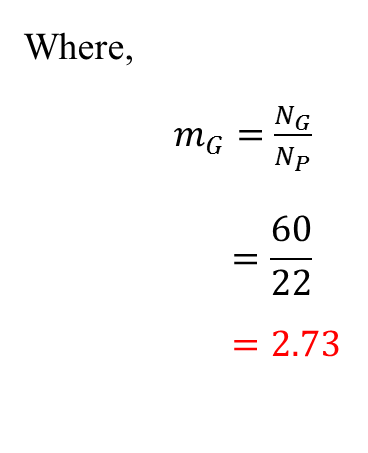 Where,
m_G = N_G / N_P
= 60 / 22
= 2.73